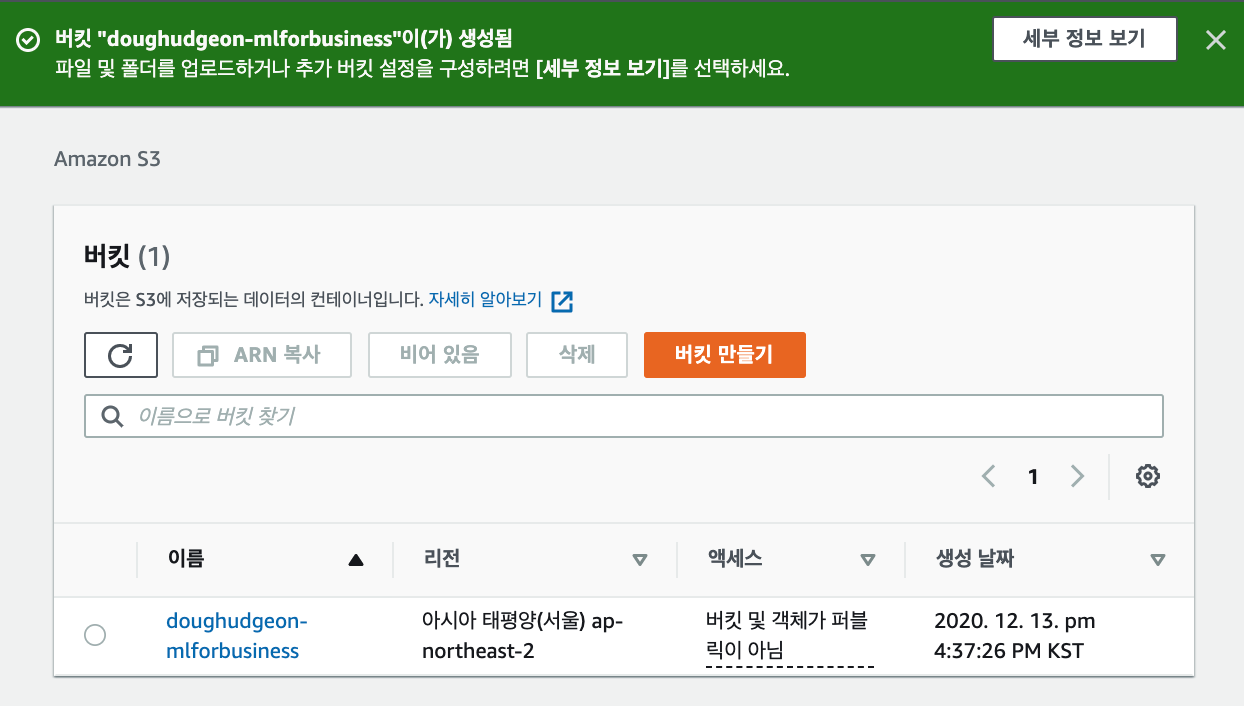 버킷 "doughudgeon-mlforbusiness"이(가) 생성됨
파일 및 폴더를 업로드하거나 추가 버킷 설정을 구성하려면 [세부 정보 보기]를 선택하세요.
세부 정보 보기
Amazon S3
버킷 (1)
버킷은 S3에 저장되는 데이터의 컨테이너입니다. 자세히 알아보기
ARN 복사
비어 있음
삭제
버킷 만들기
이름으로 버킷 찾기
1
이름
리전
액세스
생성 날짜
doughudgeon-
mlforbusiness
아시아 태평양(서울) ap-
northeast-2
버킷 및 객체가 퍼블
릭이 아님
2020. 12. 13. pm
4:37:26 PM KST